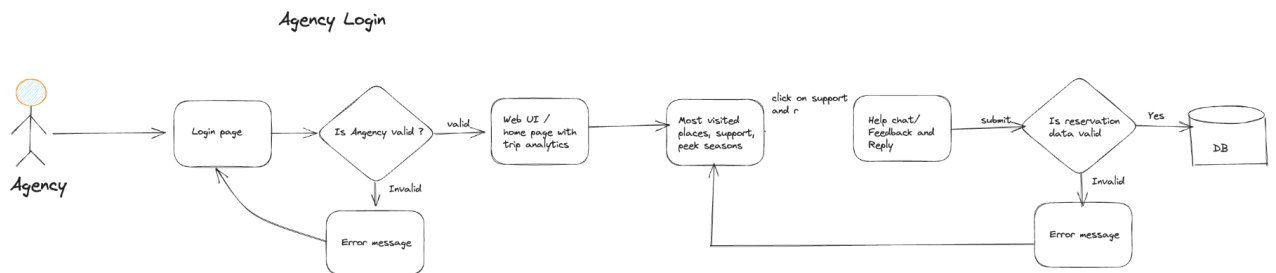 Agency Login
Agency
Login page
Is Angency valid ?
valid
Invalid
Error message
Web UI /
home page with
trip analytics
Most visited
places, support,
peek seasons
click on support
and r
Help chat/
Feedback and
Reply
submit
Is reservation
data valid
Yes
Invalid
Error message
DB